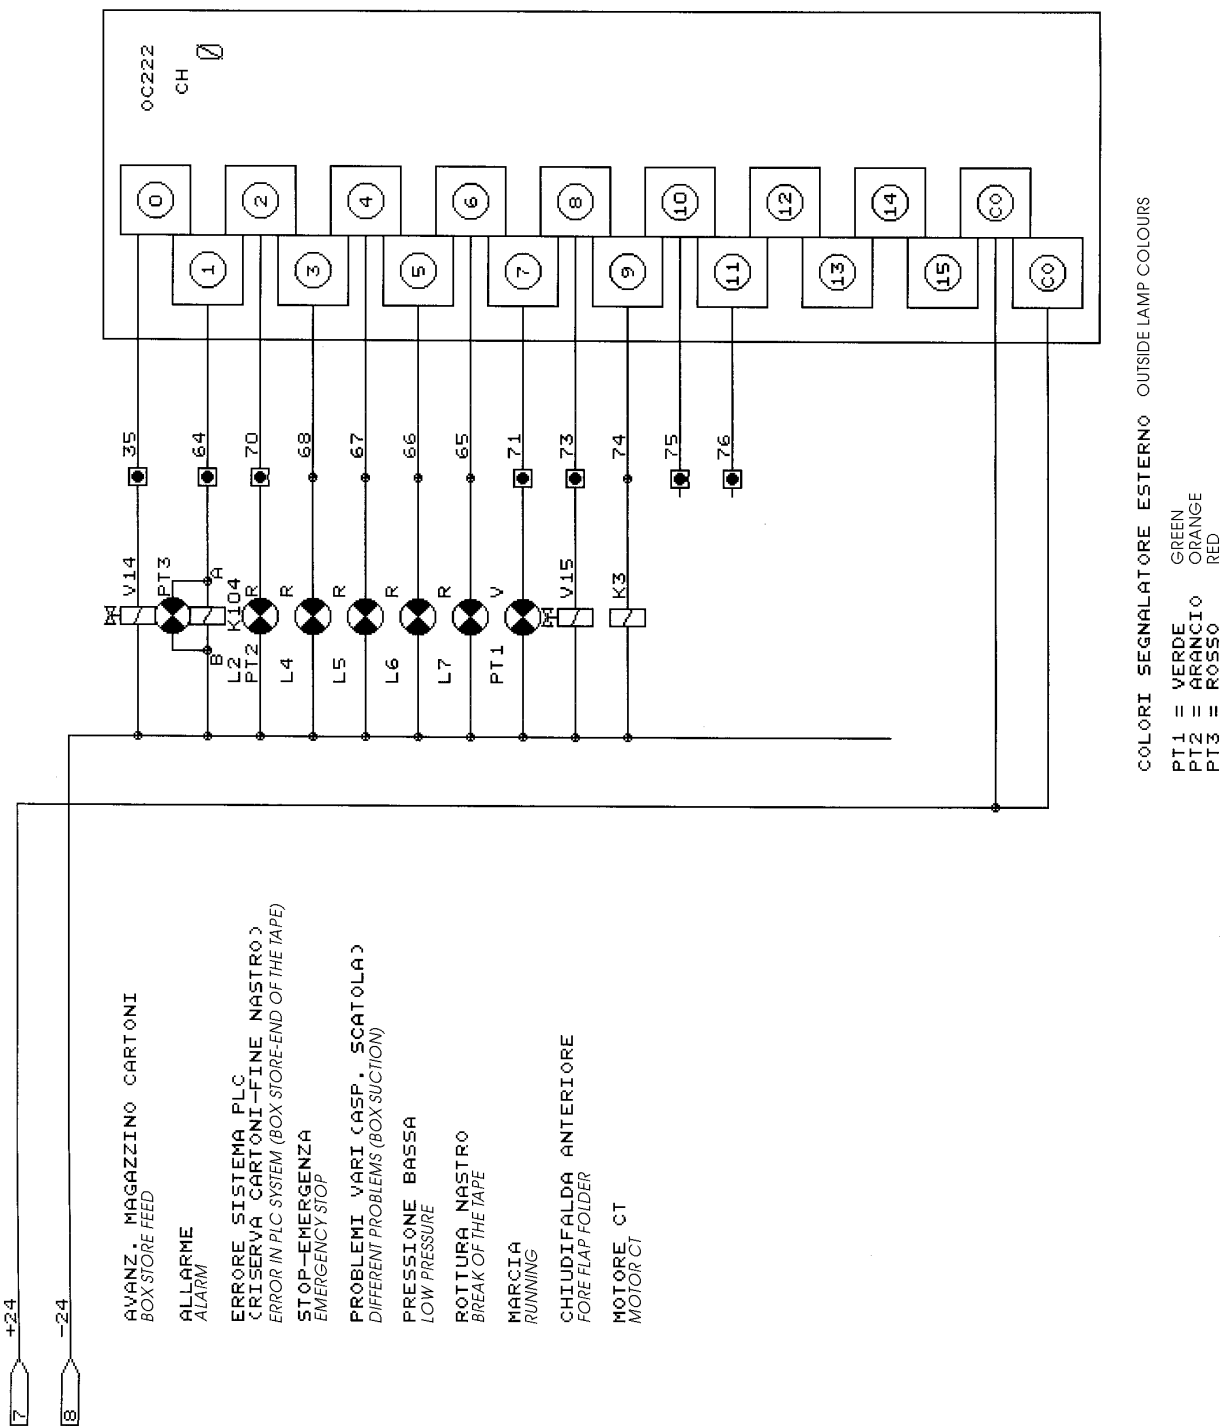 OC222
CH 0
0
2
4
6
8
10
12
14
CO
1
3
5
7
9
11
13
15
CO
35
64
70
68
67
66
65
71
73
74
75
76
V14
PT3
A
B
K104
R
L2
PT2
R
L4
R
L5
R
L6
R
L7
V
PT1
V15
K3
7 +24
8 -24
AVANZ. MAGAZZINO CARTONI
BOX STORE FEED
ALLARME
ALARM
ERRORE SISTEMA PLC
(RISERVA CARTONI-FINE NASTRO)
ERROR IN PLC SYSTEM (BOX STORE-END OF THE TAPE)
STOP-EMERGENZA
EMERGENCY STOP
PROBLEMI VARI (ASP. SCATOLA)
DIFFERENT PROBLEMS (BOX SUCTION)
PRESSIONE BASSA
LOW PRESSURE
ROTTURA NASTRO
BREAK OF THE TAPE
MARCIA
RUNNING
CHIUDIFALDA ANTERIORE
FORE FLAP FOLDER
MOTORE CT
MOTOR CT
COLORI SEGNALATORE ESTERNO OUTSIDE LAMP COLOURS
PT1 = VERDE GREEN
PT2 = ARANCIO ORANGE
PT3 = ROSSO RED